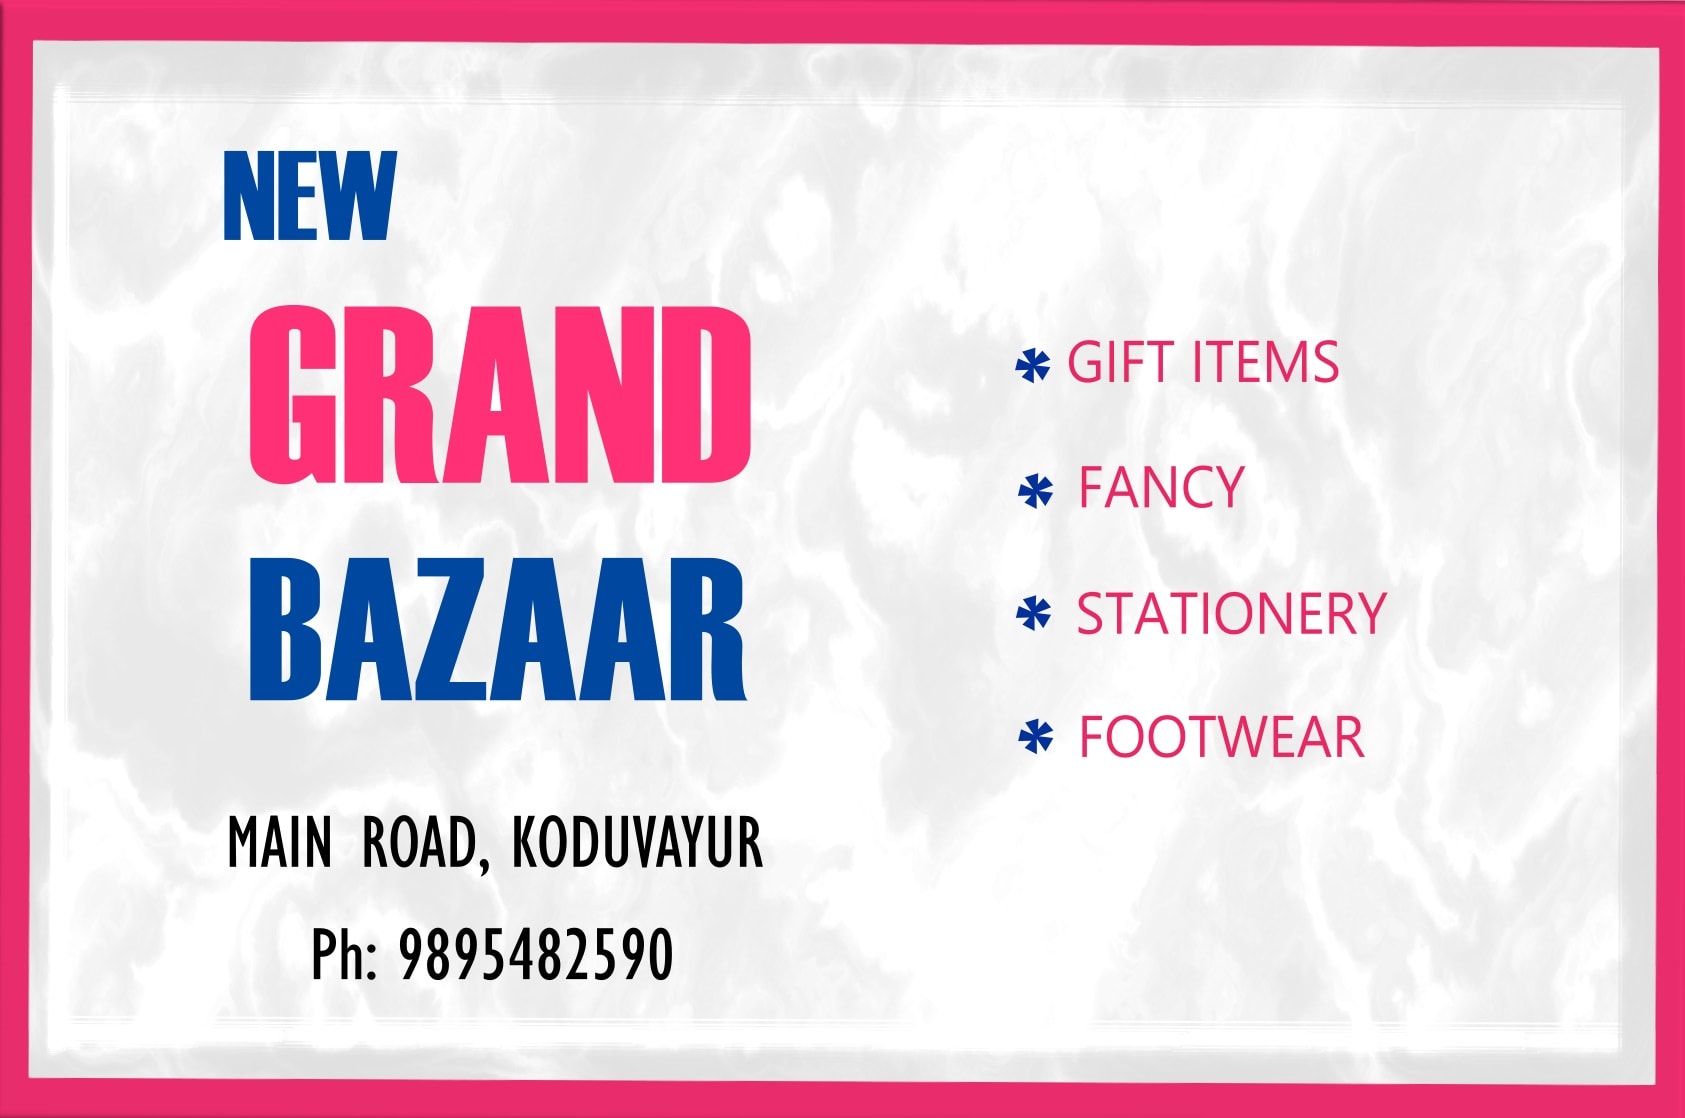 NEW
GRAND
BAZAAR
MAIN ROAD, KODUVAYUR
Ph: 9895482590
* GIFT ITEMS
* FANCY
* STATIONERY
* FOOTWEAR